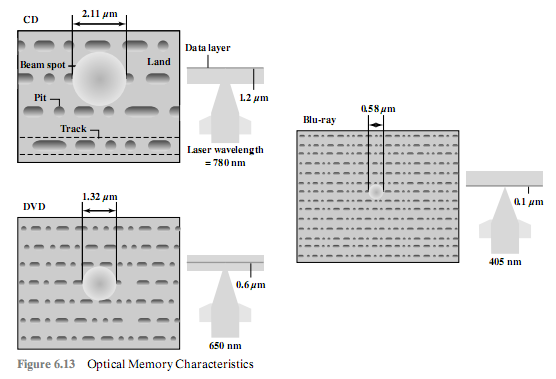 CD
2.11 μm
Beam spot
Land
Pit
Track
Data layer
1.2 μm
Laser wavelength
= 780 nm
DVD
1.32 μm
0.6 μm
650 nm
Blu-ray
0.58 μm
0.1 μm
405 nm
Figure 6.13 Optical Memory Characteristics